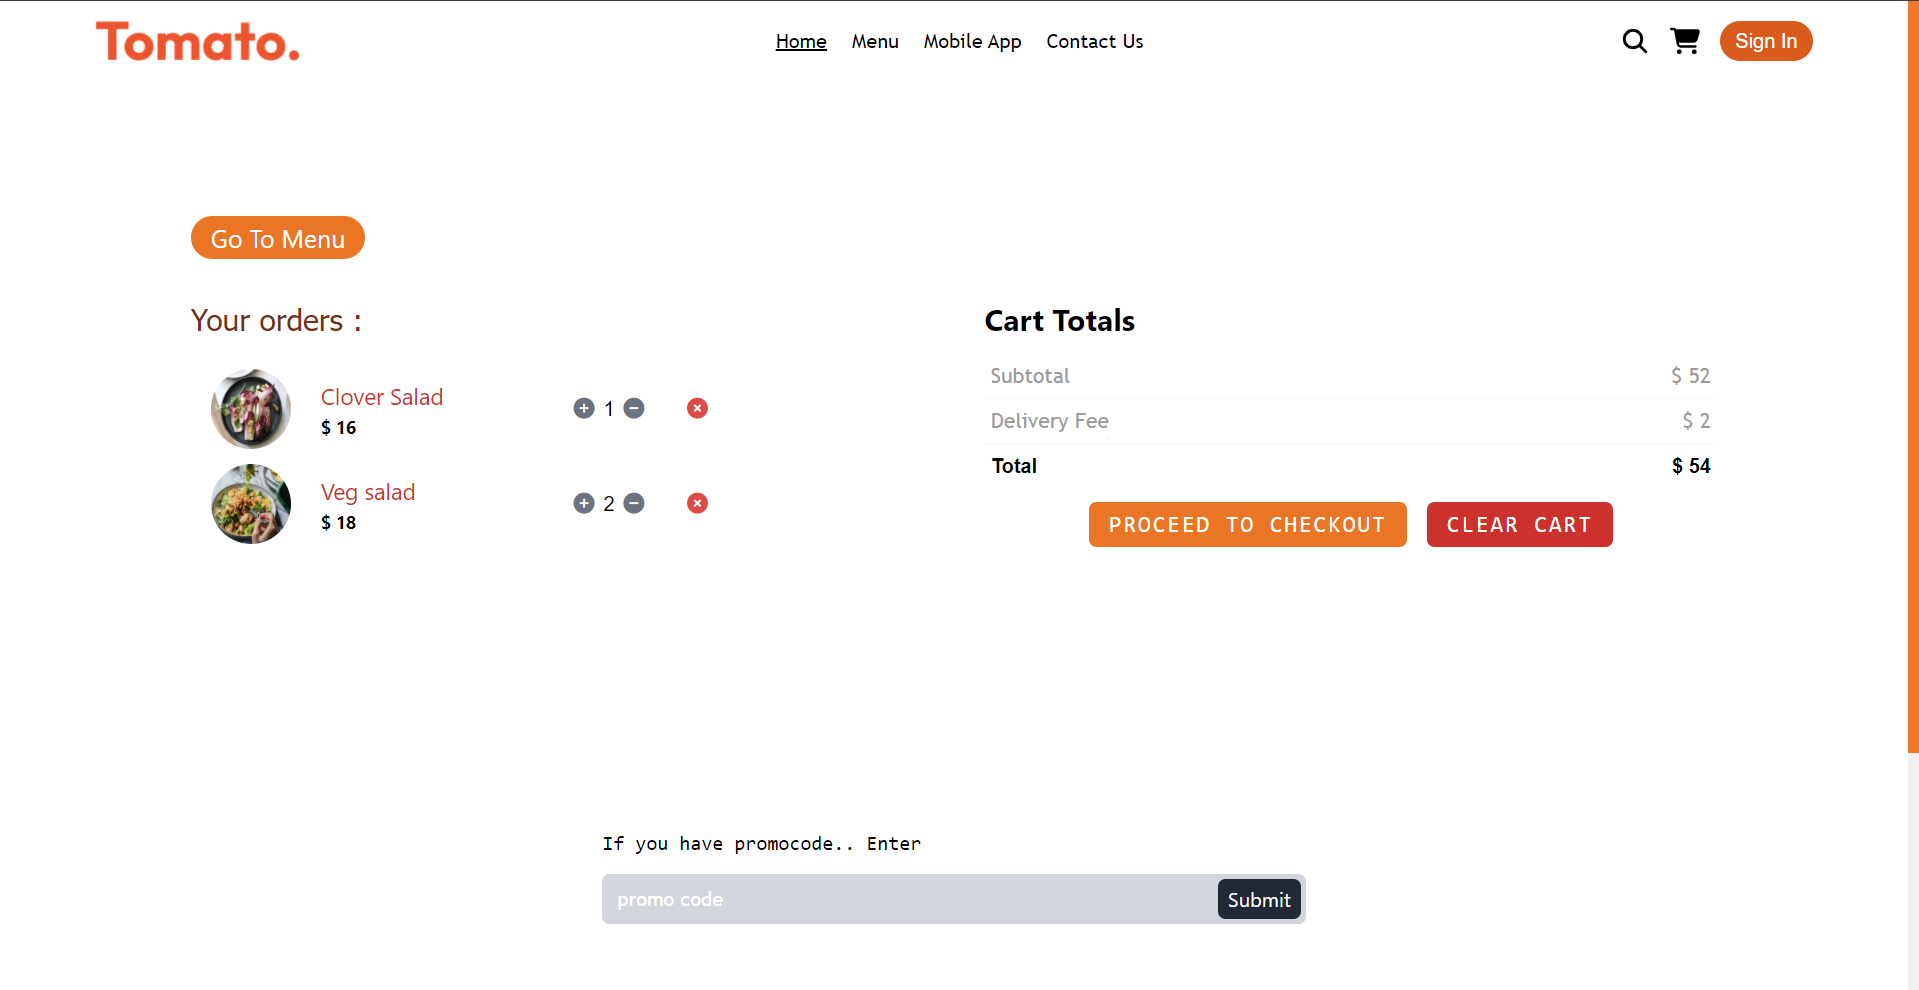 Tomato.
Home Menu Mobile App Contact Us
Sign In
Go To Menu
Your orders :
Clover Salad
$ 16
1
Veg salad
$ 18
2
Cart Totals
Subtotal $ 52
Delivery Fee $ 2
Total $ 54
PROCEED TO CHECKOUT CLEAR CART
If you have promocode.. Enter
promo code Submit